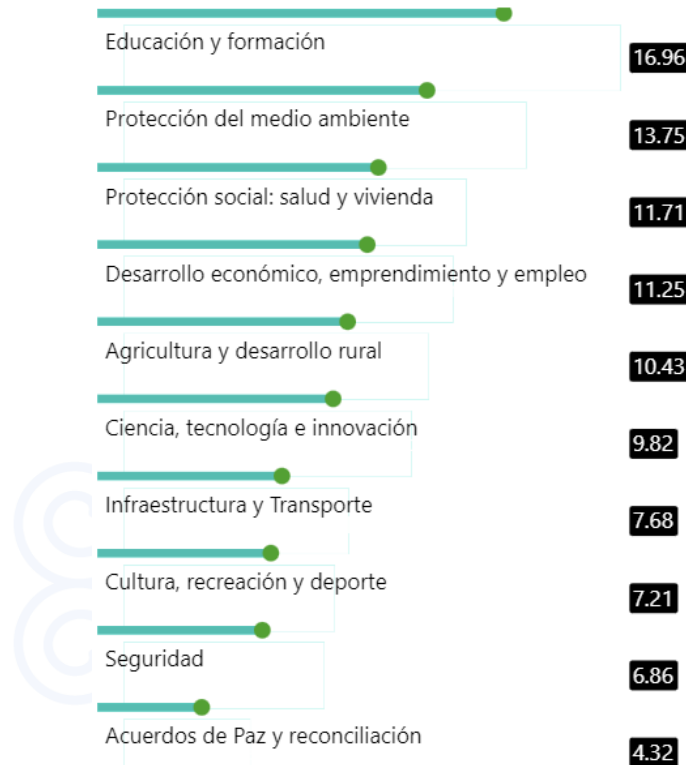 Educación y formación
16.96
Protección del medio ambiente
13.75
Protección social: salud y vivienda
11.71
Desarrollo económico, emprendimiento y empleo
11.25
Agricultura y desarrollo rural
10.43
Ciencia, tecnología e innovación
9.82
Infraestructura y Transporte
7.68
Cultura, recreación y deporte
7.21
Seguridad
6.86
Acuerdos de Paz y reconciliación
4.32